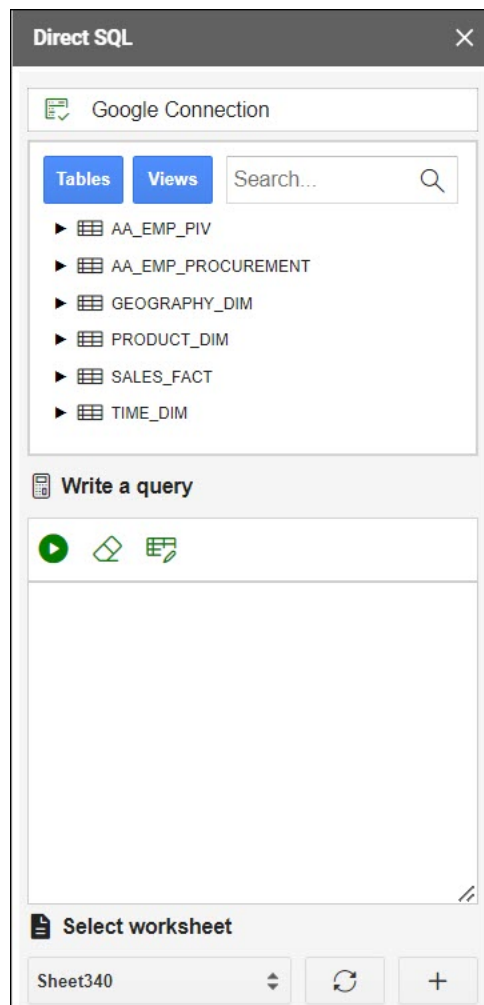 Direct SQL
Google Connection
Tables Views Search...
AA_EMP_PIV
AA_EMP_PROCUREMENT
GEOGRAPHY_DIM
PRODUCT_DIM
SALES_FACT
TIME_DIM
Write a query
Select worksheet
Sheet340